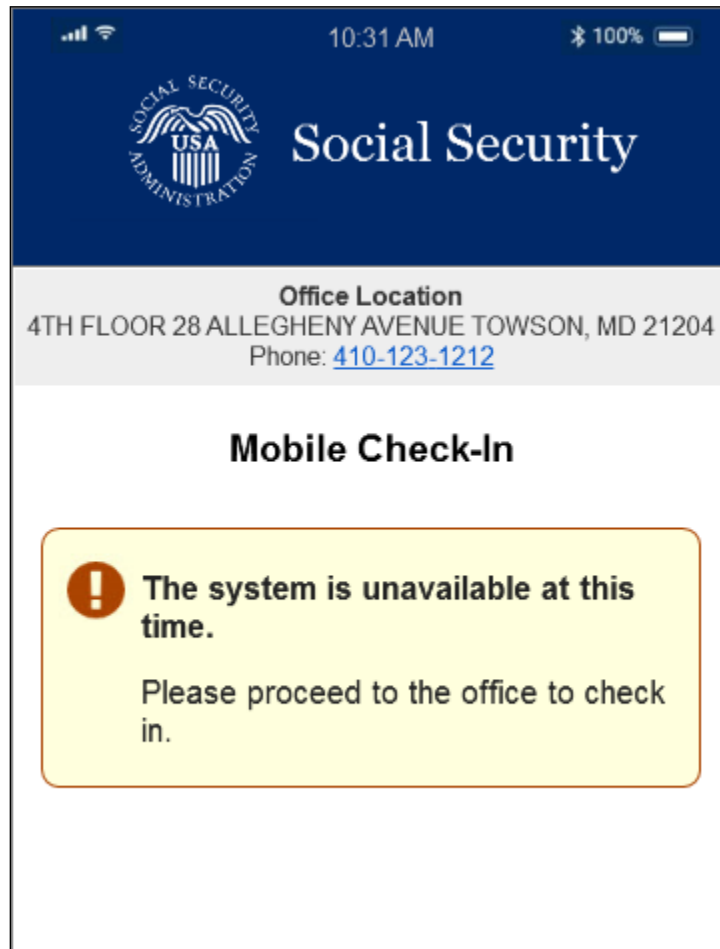 10:31 AM
100%
SOCIAL SECURITY ADMINISTRATION
USA
Social Security
Office Location
4TH FLOOR 28 ALLEGHENY AVENUE TOWSON, MD 21204
Phone: 410-123-1212
Mobile Check-In
The system is unavailable at this
time.
Please proceed to the office to check
in.